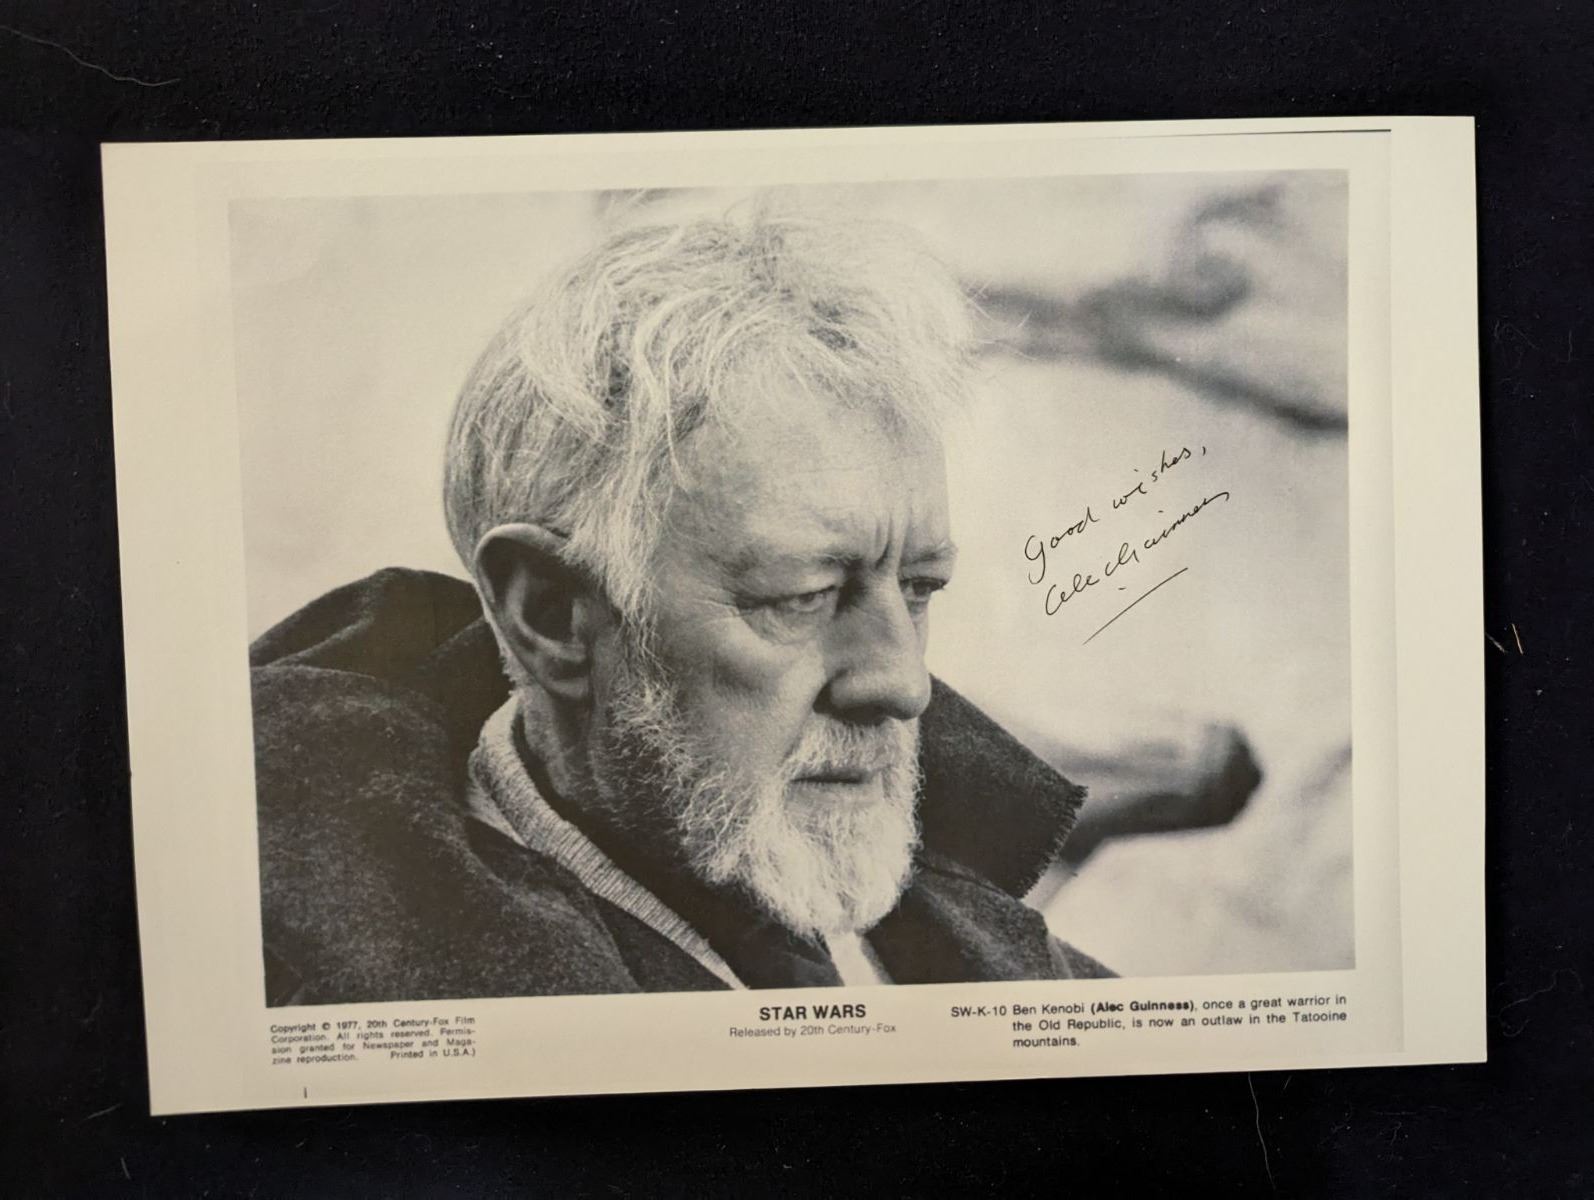 Good wishes,
Alec Guinness
Copyright © 1977, 20th Century-Fox Film
Corporation. All rights reserved. Permis-
sion granted for Newspaper and Maga-
zine reproduction. Printed in U.S.A.)
STAR WARS
Released by 20th Century-Fox
SW-K-10 Ben Kenobi (Alec Guinness), once a great warrior in
the Old Republic, is now an outlaw in the Tatooine
mountains.